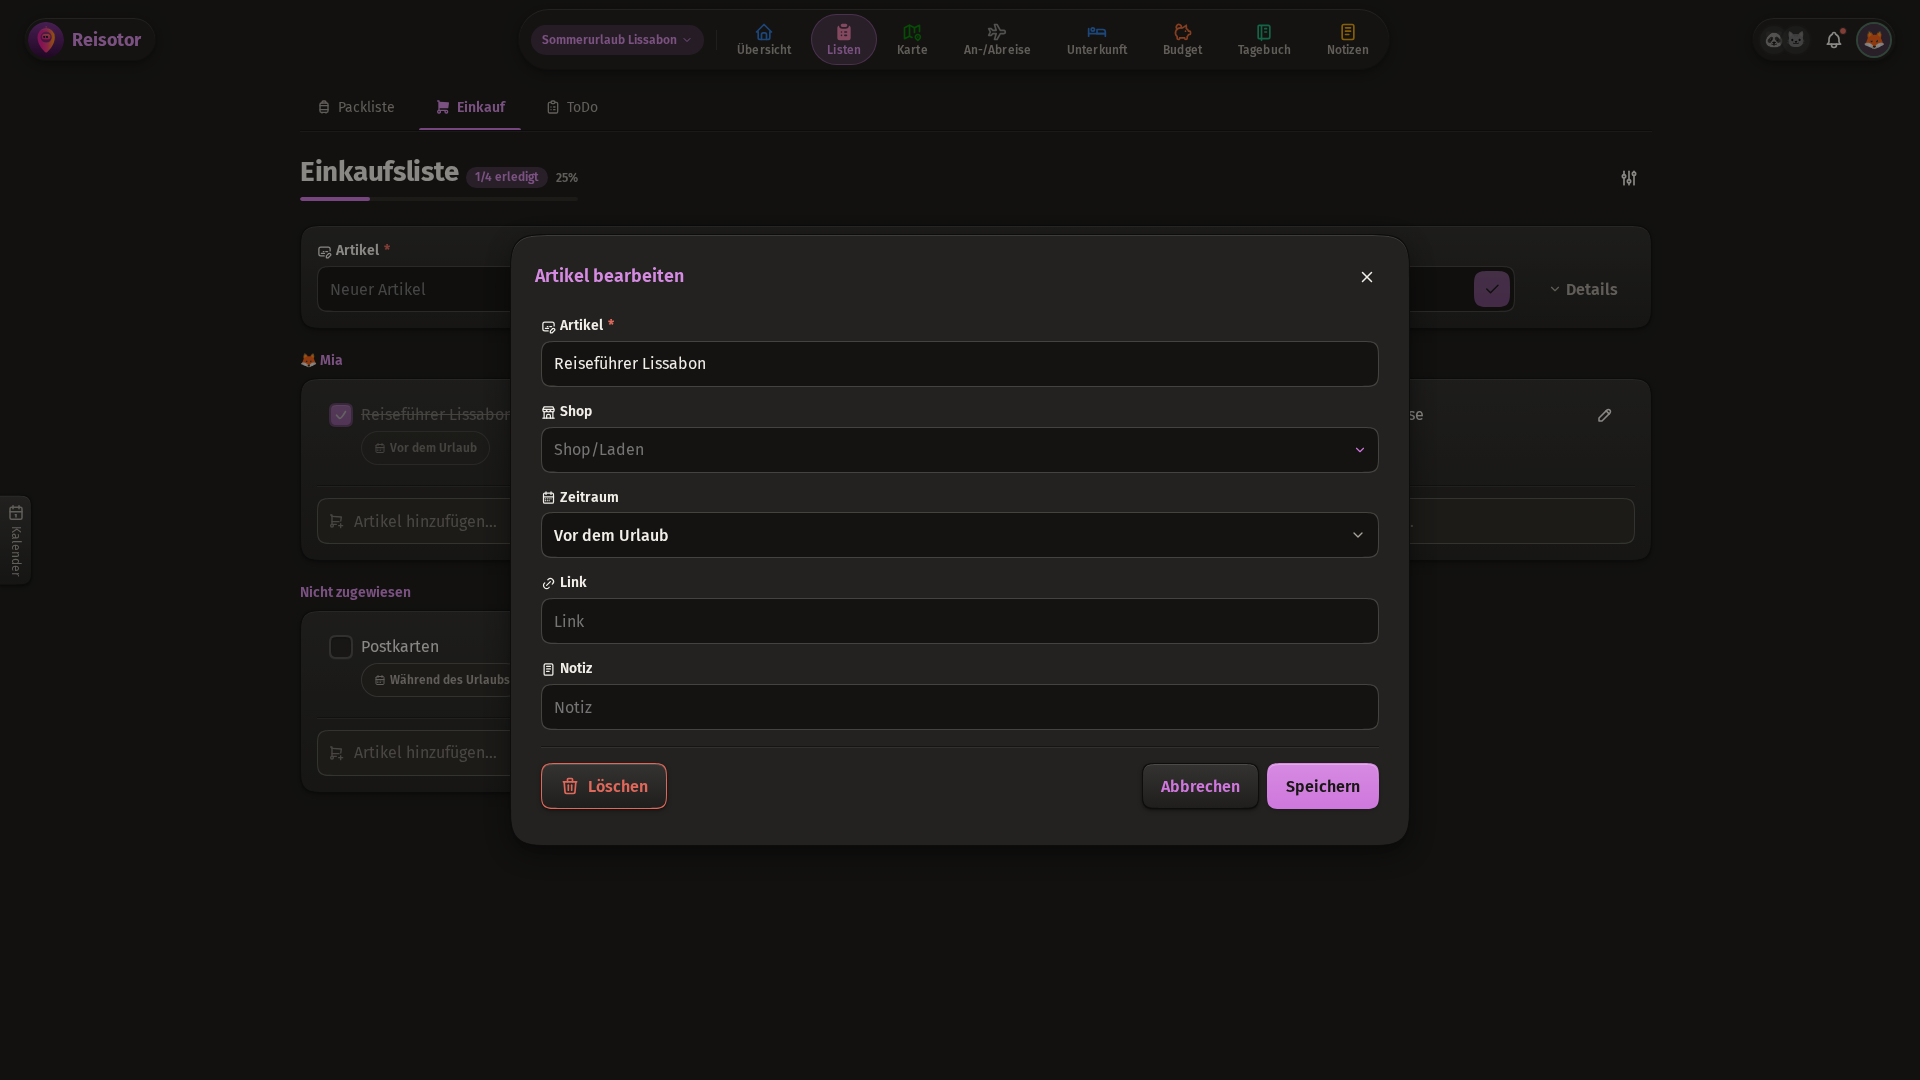 Reisotor
Sommerurlaub Lissabon
Übersicht
Listen
Karte
An-/Abreise
Unterkunft
Budget
Tagebuch
Notizen
Packliste
Einkauf
ToDo
Einkaufsliste
1/4 erledigt
25%
Artikel *
Neuer Artikel
Details
Mia
Reiseführer Lissabon
Vor dem Urlaub
Artikel hinzufügen...
Nicht zugewiesen
Postkarten
Während des Urlaubs
Artikel hinzufügen...
Kalender
Artikel bearbeiten
Artikel *
Reiseführer Lissabon
Shop
Shop/Laden
Zeitraum
Vor dem Urlaub
Link
Link
Notiz
Notiz
Löschen
Abbrechen
Speichern